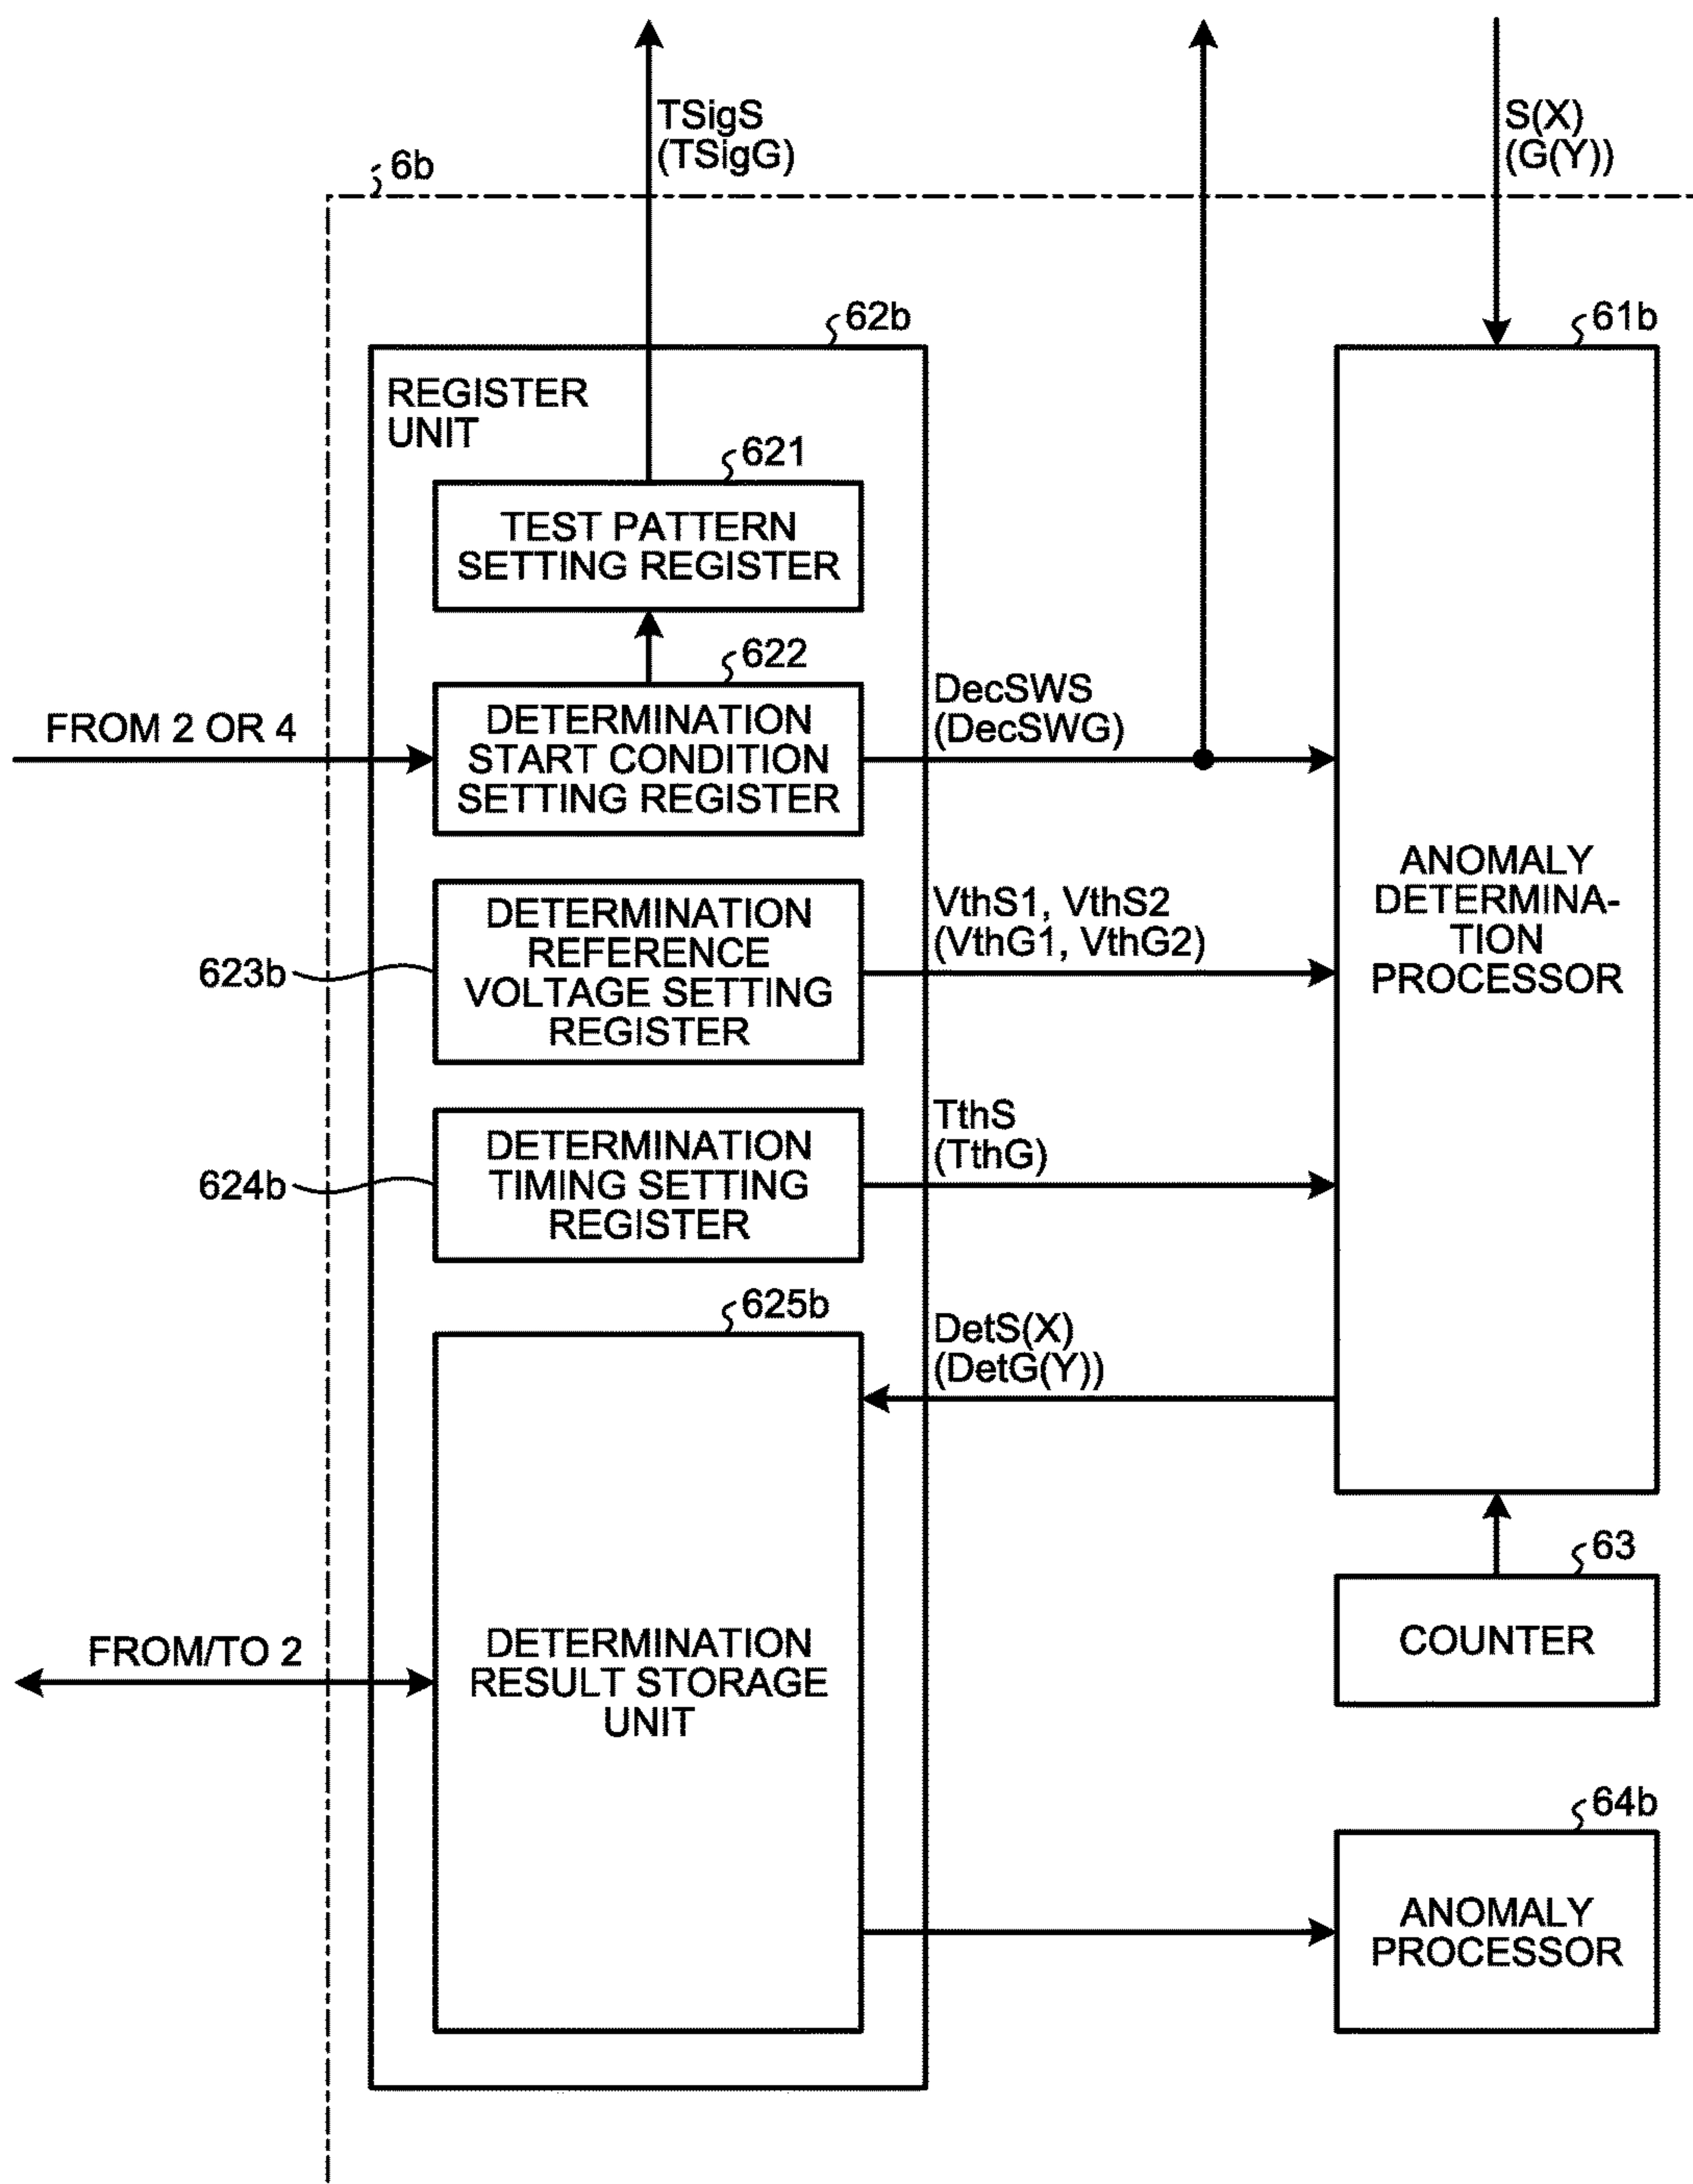 TSigS
(TSigG)
S(X)
(G(Y))
6b
62b
61b
REGISTER
UNIT
621
TEST PATTERN
SETTING REGISTER
622
FROM 2 OR 4
DETERMINATION
START CONDITION
SETTING REGISTER
DecSWS
(DecSWG)
ANOMALY
DETERMINA-
TION
PROCESSOR
623b
DETERMINATION
REFERENCE
VOLTAGE SETTING
REGISTER
VthS1, VthS2
(VthG1, VthG2)
624b
DETERMINATION
TIMING SETTING
REGISTER
TthS
(TthG)
625b
DetS(X)
(DetG(Y))
63
COUNTER
FROM/TO 2
DETERMINATION
RESULT STORAGE
UNIT
64b
ANOMALY
PROCESSOR